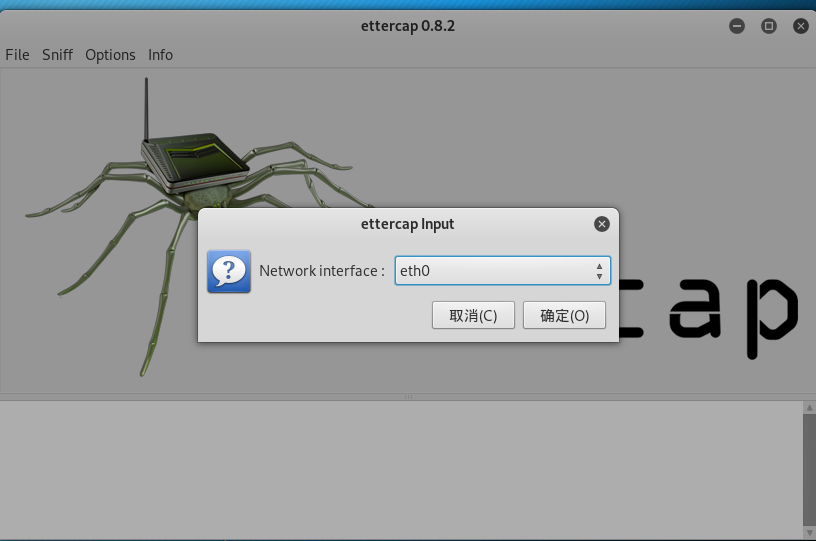 ettercap 0.8.2
File Sniff Options Info
ettercap Input
Network interface : eth0
取消(C) 确定(O)
cap